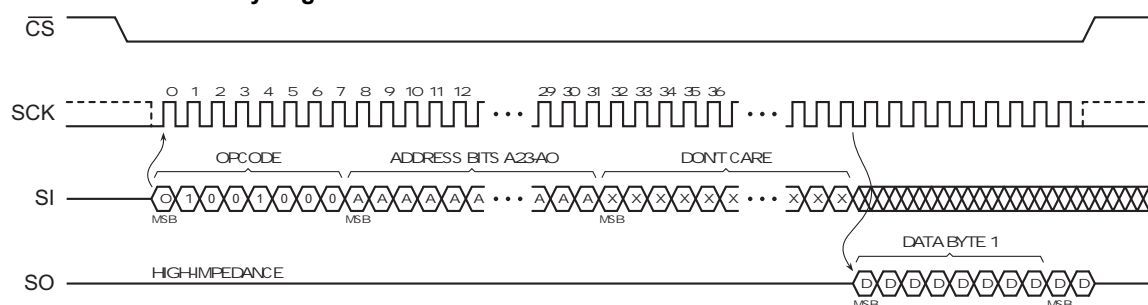 CS
0 1 2 3 4 5 6 7 8 9 10 11 12 29 30 31 32 33 34 35 36
SCK ••• •••
OPCODE ADDRESS BITS A23-A0 DON'T CARE
SI 0 1 0 0 1 0 0 0 A A A A A A ••• A A A X X X X X X ••• X X X
MSB MSB MSB
DATA BYTE 1
HIGH-IMPEDANCE
SO D D D D D D D D D D
MSB MSB